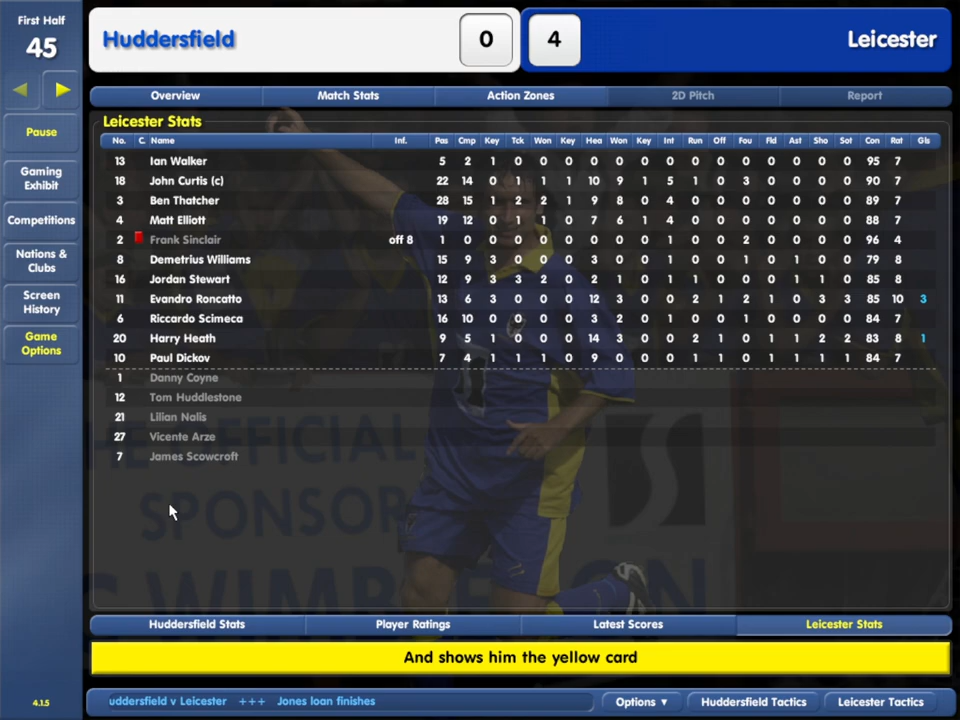 First Half
45
Huddersfield 0 4 Leicester
Overview Match Stats Action Zones 2D Pitch Report
Pause
Gaming
Exhibit
Competitions
Nations &
Clubs
Screen
History
Game
Options
Leicester Stats
No. C. Name Inf. Pas Cmp Key Tck Won Key Hea Won Key Int Run Off Fou Fld Ast Sho Sot Con Rat Gls
13 Ian Walker 5 2 1 0 0 0 0 0 0 0 0 0 0 0 0 0 0 95 7
18 John Curtis (c) 22 14 0 1 1 1 10 9 1 5 1 0 3 0 0 0 0 90 7
3 Ben Thatcher 28 15 1 2 2 1 9 8 0 4 0 0 0 0 0 0 0 89 7
4 Matt Elliott 19 12 0 1 1 0 7 6 1 4 0 0 0 0 0 0 0 88 7
2 Frank Sinclair off 8 1 0 0 0 0 0 0 0 0 1 0 0 2 0 0 0 0 96 4
8 Demetrius Williams 15 9 3 0 0 0 3 0 0 1 0 0 1 0 1 0 0 79 8
16 Jordan Stewart 12 9 3 3 2 0 2 1 0 1 1 0 0 0 1 1 0 85 8
11 Evandro Roncatto 13 6 3 0 0 0 12 3 0 0 2 1 2 1 0 3 3 85 10 3
6 Riccardo Scimeca 16 10 0 0 0 0 3 2 0 1 0 0 1 0 0 0 0 84 7
20 Harry Heath 9 5 1 0 0 0 14 3 0 0 2 1 0 1 1 2 2 83 8 1
10 Paul Dickov 7 4 1 1 1 0 9 0 0 0 1 1 0 1 1 1 1 84 7
1 Danny Coyne
12 Tom Huddlestone
21 Lilian Nalis
27 Vicente Arze
7 James Scowcroft
THE OFFICIAL
SPONSOR
WIMBLEDON
Huddersfield Stats Player Ratings Latest Scores Leicester Stats
And shows him the yellow card
4.1.5
uddersfield v Leicester +++ Jones loan finishes
Options ▼ Huddersfield Tactics Leicester Tactics